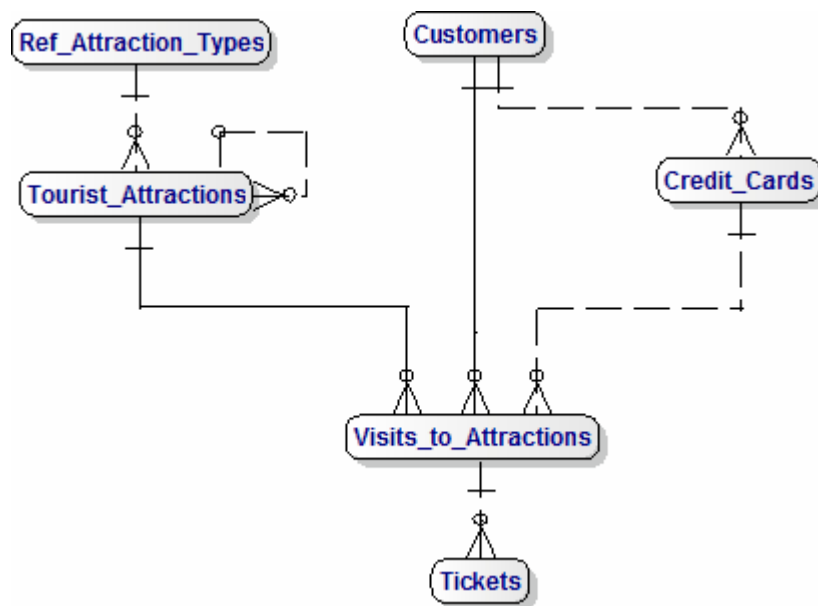 Ref_Attraction_Types
Customers
Tourist_Attractions
Credit_Cards
Visits_to_Attractions
Tickets